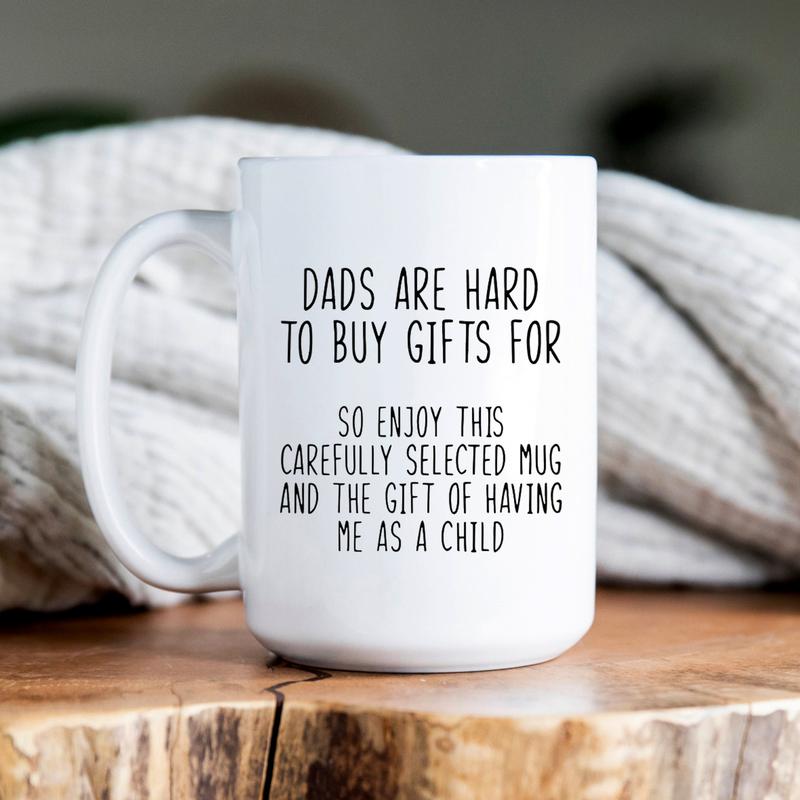 DADS ARE HARD
TO BUY GIFTS FOR
SO ENJOY THIS
CAREFULLY SELECTED MUG
AND THE GIFT OF HAVING
ME AS A CHILD